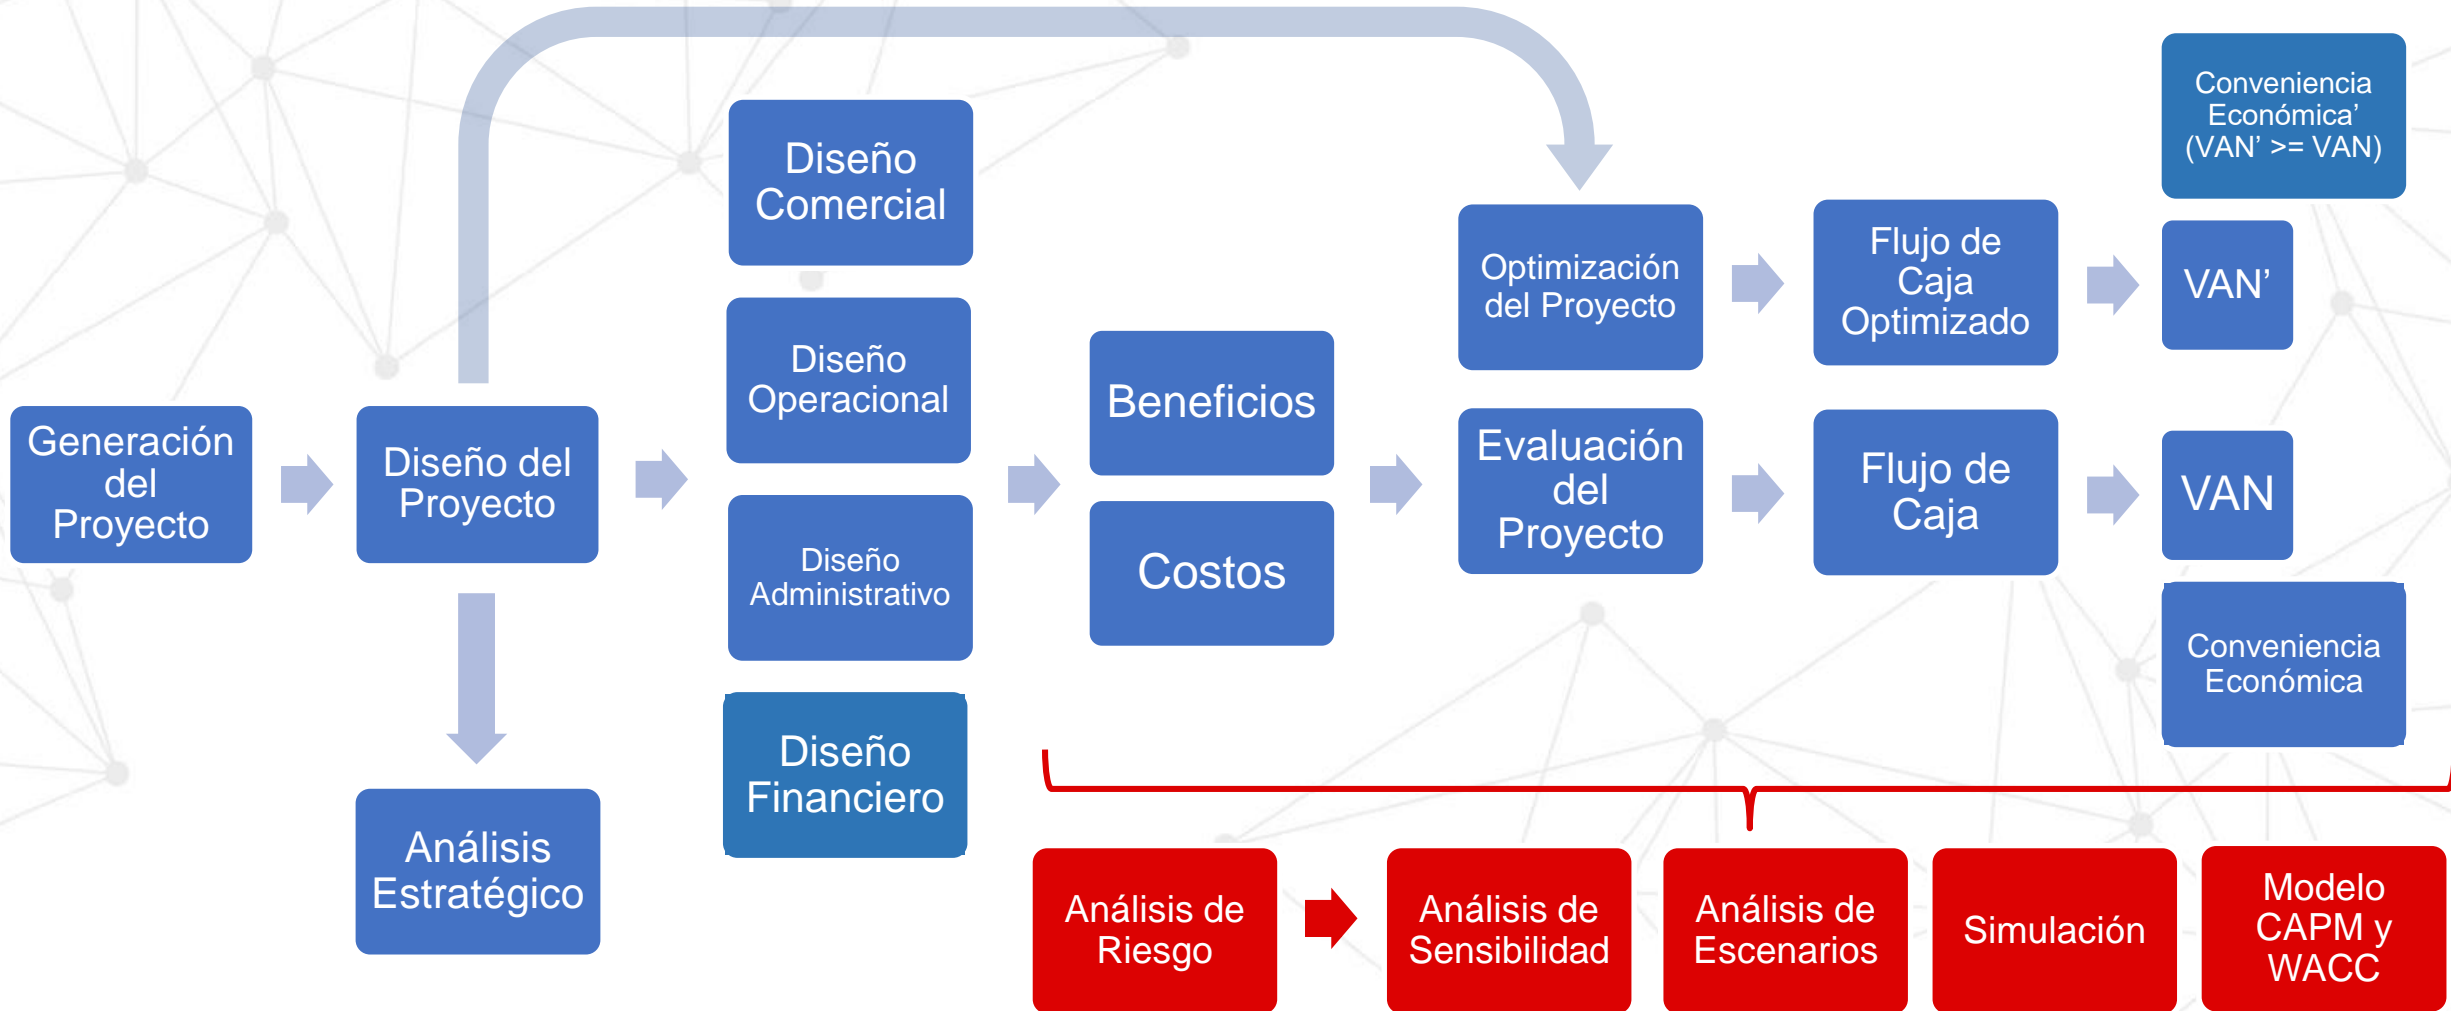 Generación
del
Proyecto
Diseño del
Proyecto
Análisis
Estratégico
Diseño
Comercial
Diseño
Operacional
Diseño
Administrativo
Diseño
Financiero
Beneficios
Costos
Optimización
del Proyecto
Flujo de
Caja
Optimizado
VAN’
Conveniencia
Económica’
(VAN’ >= VAN)
Evaluación
del
Proyecto
Flujo de
Caja
VAN
Conveniencia
Económica
Análisis de
Riesgo
Análisis de
Sensibilidad
Análisis de
Escenarios
Simulación
Modelo
CAPM y
WACC